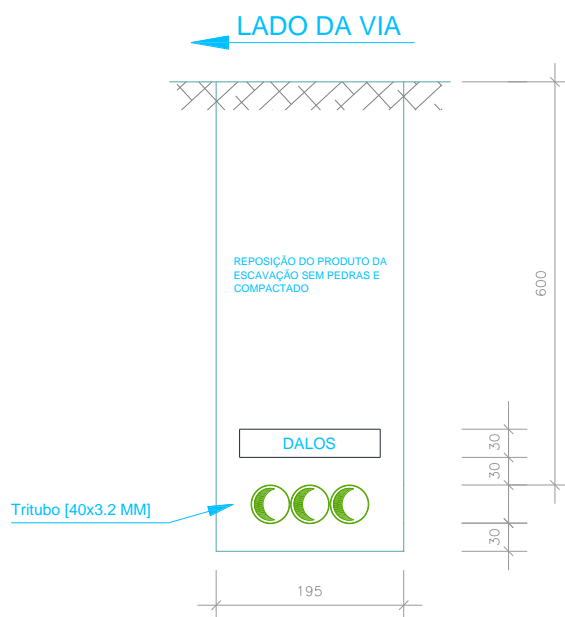 LADO DA VIA
REPOSIÇÃO DO PRODUTO DA
ESCAVAÇÃO SEM PEDRAS E
COMPACTADO
600
DALOS
30
30
Tritubo [40x3.2 MM]
30
195